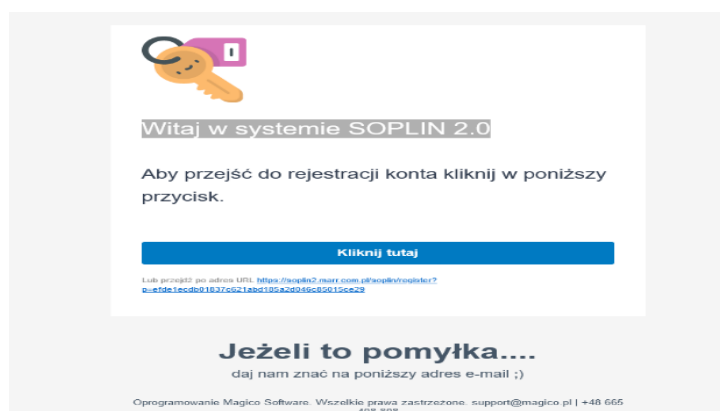 Witaj w systemie SOPLIN 2.0
Aby przejść do rejestracji konta kliknij w poniższy
przycisk.
Kliknij tutaj
Lub przejdź po adres URL https://soplin2.marr.com.pl/soplin/register?
p=efde1ecdb01837c621abd185a2d046c85015ce29
Jeżeli to pomyłka....
daj nam znać na poniższy adres e-mail ;)
Oprogramowanie Magico Software. Wszelkie prawa zastrzeżone. support@magico.pl | +48 665